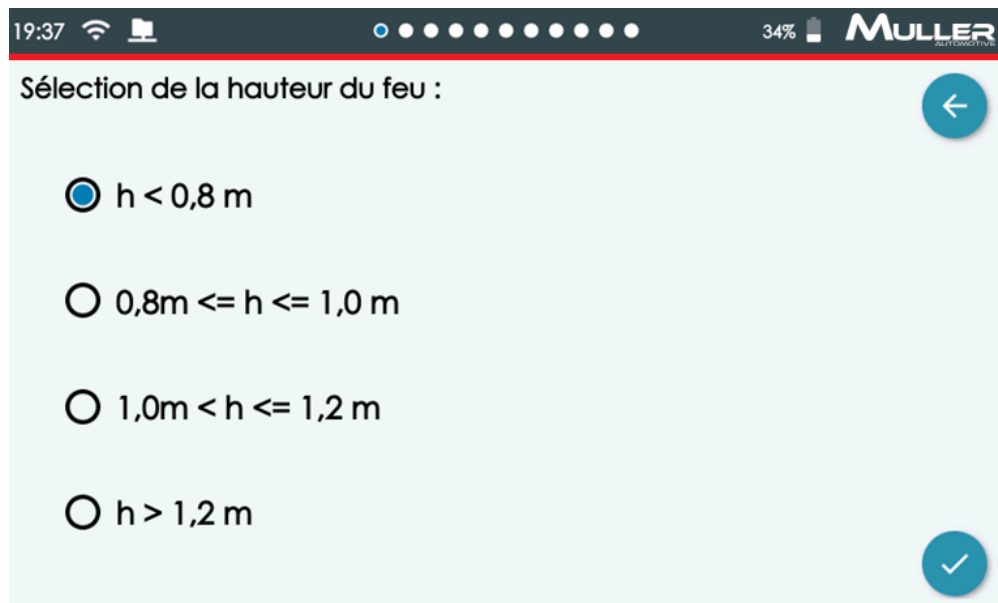 19:37
34%
MULLER
AUTOMOTIVE
Sélection de la hauteur du feu :
h < 0,8 m
0,8m <= h <= 1,0 m
1,0m < h <= 1,2 m
h > 1,2 m